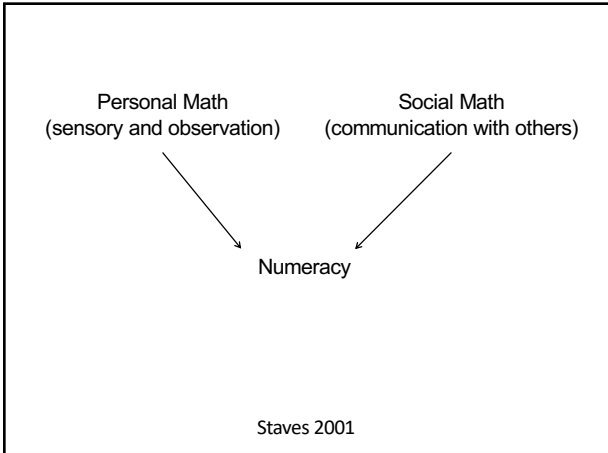 Personal Math
(sensory and observation)
Social Math
(communication with others)
Numeracy
Staves 2001